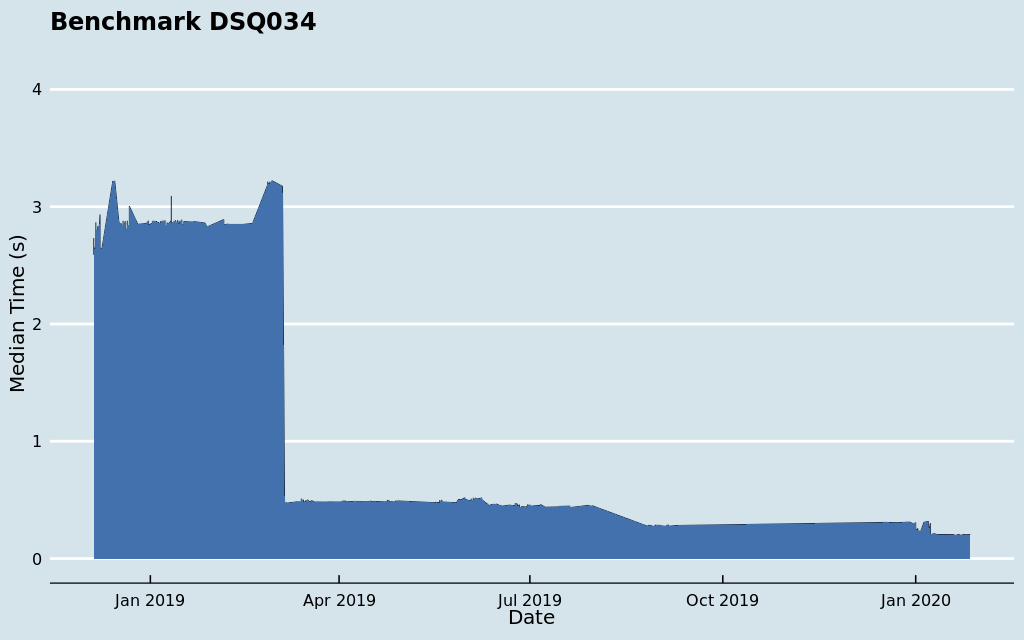 Benchmark DSQ034
Median Time (s)
4
3
2
1
0
Jan 2019
Apr 2019
Jul 2019
Oct 2019
Jan 2020
Date